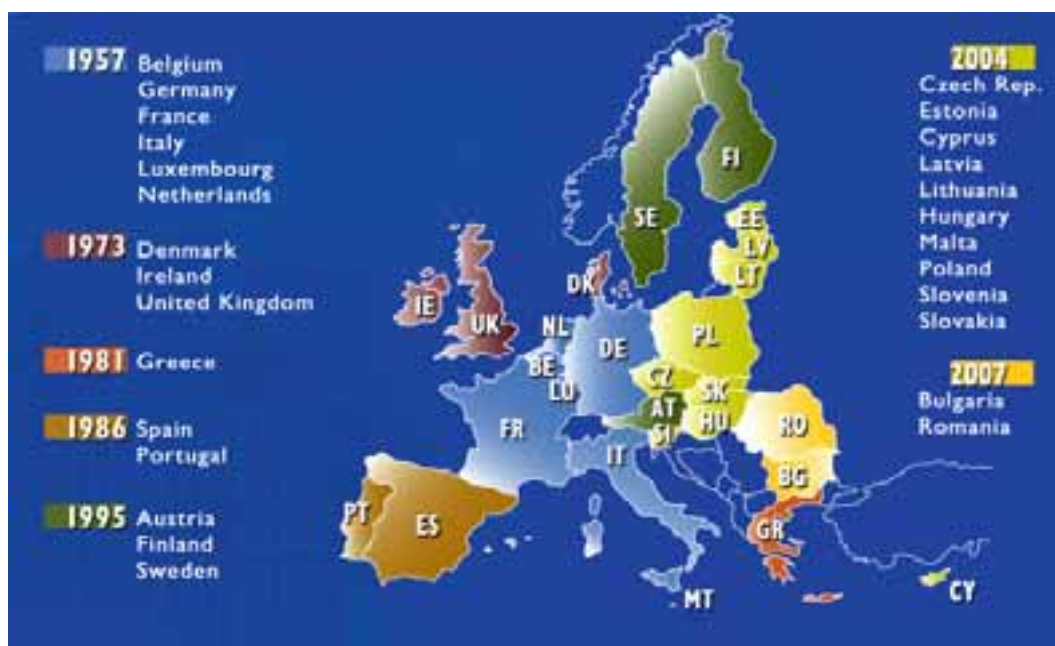 1957 Belgium
Germany
France
Italy
Luxembourg
Netherlands
1973 Denmark
Ireland
United Kingdom
1981 Greece
1986 Spain
Portugal
1995 Austria
Finland
Sweden
2004
Czech Rep.
Estonia
Cyprus
Latvia
Lithuania
Hungary
Malta
Poland
Slovenia
Slovakia
2007
Bulgaria
Romania
FI
SE
EE
LV
LT
DK
IE
UK
NL
DE
PL
BE
LU
CZ
SK
AT
HU
SI
FR
IT
RO
BG
PT
ES
GR
MT
CY